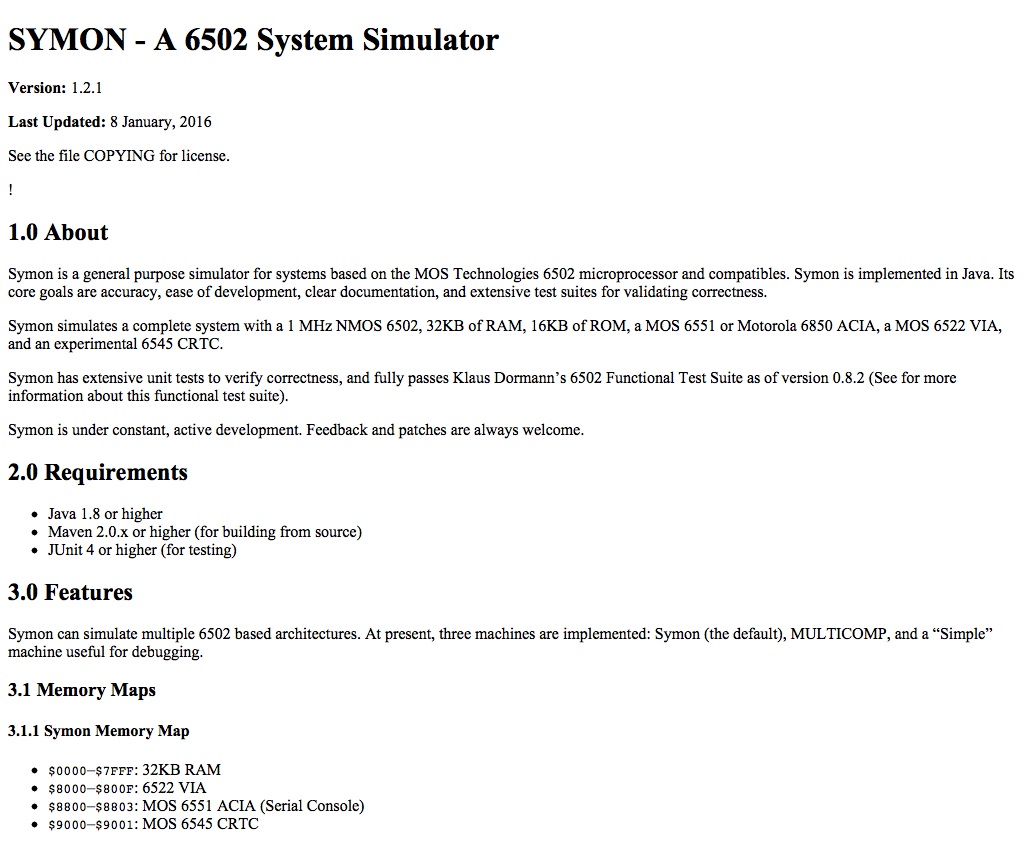 SYMON - A 6502 System Simulator
Version: 1.2.1
Last Updated: 8 January, 2016
See the file COPYING for license.
!
1.0 About
Symon is a general purpose simulator for systems based on the MOS Technologies 6502 microprocessor and compatibles. Symon is implemented in Java. Its
core goals are accuracy, ease of development, clear documentation, and extensive test suites for validating correctness.
Symon simulates a complete system with a 1 MHz NMOS 6502, 32KB of RAM, 16KB of ROM, a MOS 6551 or Motorola 6850 ACIA, a MOS 6522 VIA,
and an experimental 6545 CRTC.
Symon has extensive unit tests to verify correctness, and fully passes Klaus Dormann’s 6502 Functional Test Suite as of version 0.8.2 (See for more
information about this functional test suite).
Symon is under constant, active development. Feedback and patches are always welcome.
2.0 Requirements
• Java 1.8 or higher
• Maven 2.0.x or higher (for building from source)
• JUnit 4 or higher (for testing)
3.0 Features
Symon can simulate multiple 6502 based architectures. At present, three machines are implemented: Symon (the default), MULTICOMP, and a “Simple”
machine useful for debugging.
3.1 Memory Maps
3.1.1 Symon Memory Map
• $0000—$7FFF: 32KB RAM
• $8000—$800F: 6522 VIA
• $8800—$8803: MOS 6551 ACIA (Serial Console)
• $9000—$9001: MOS 6545 CRTC